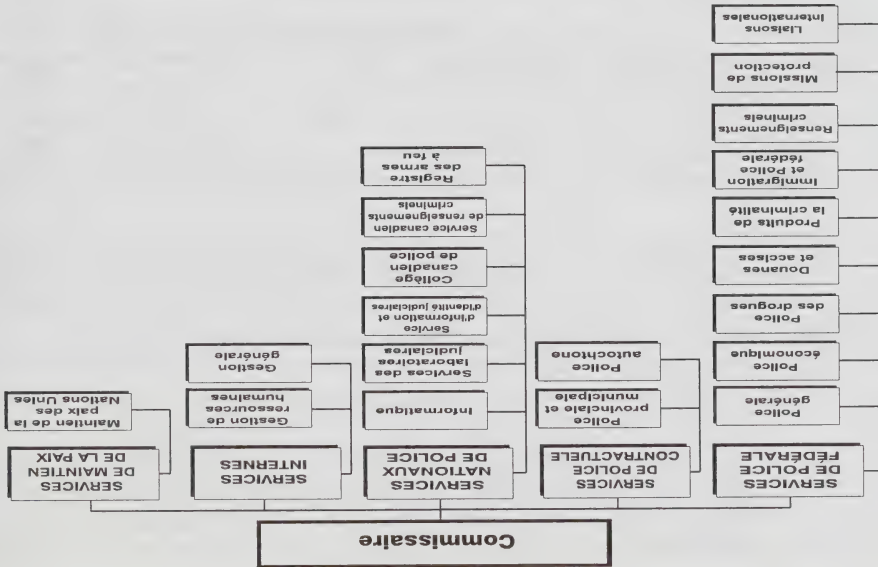 Commissaire
SERVICES
DE POLICE
FÉDÉRALE
Police
générale
Police
économique
Police
des drogues
Douanes
et accises
Produits de
la criminalité
Immigration
et Police
fédérale
Renseignements
criminels
Missions de
protection
Liaisons
Internationales
SERVICES
DE POLICE
CONTRACTUELLE
Police
provinciale et
municipale
Police
autochtone
SERVICES
NATIONAUX
DE POLICE
Informatique
Services des
laboratoires
judiciaires
Service
d'information et
d'identité judiciaires
Collège
canadien
de police
Service canadien
de renseignements
criminels
Registre
des armes
à feu
SERVICES
INTERNES
Gestion de
ressources
humaines
Gestion
générale
SERVICES
DE MAINTIEN
DE LA PAIX
Maintien de la
paix des
Nations Unies